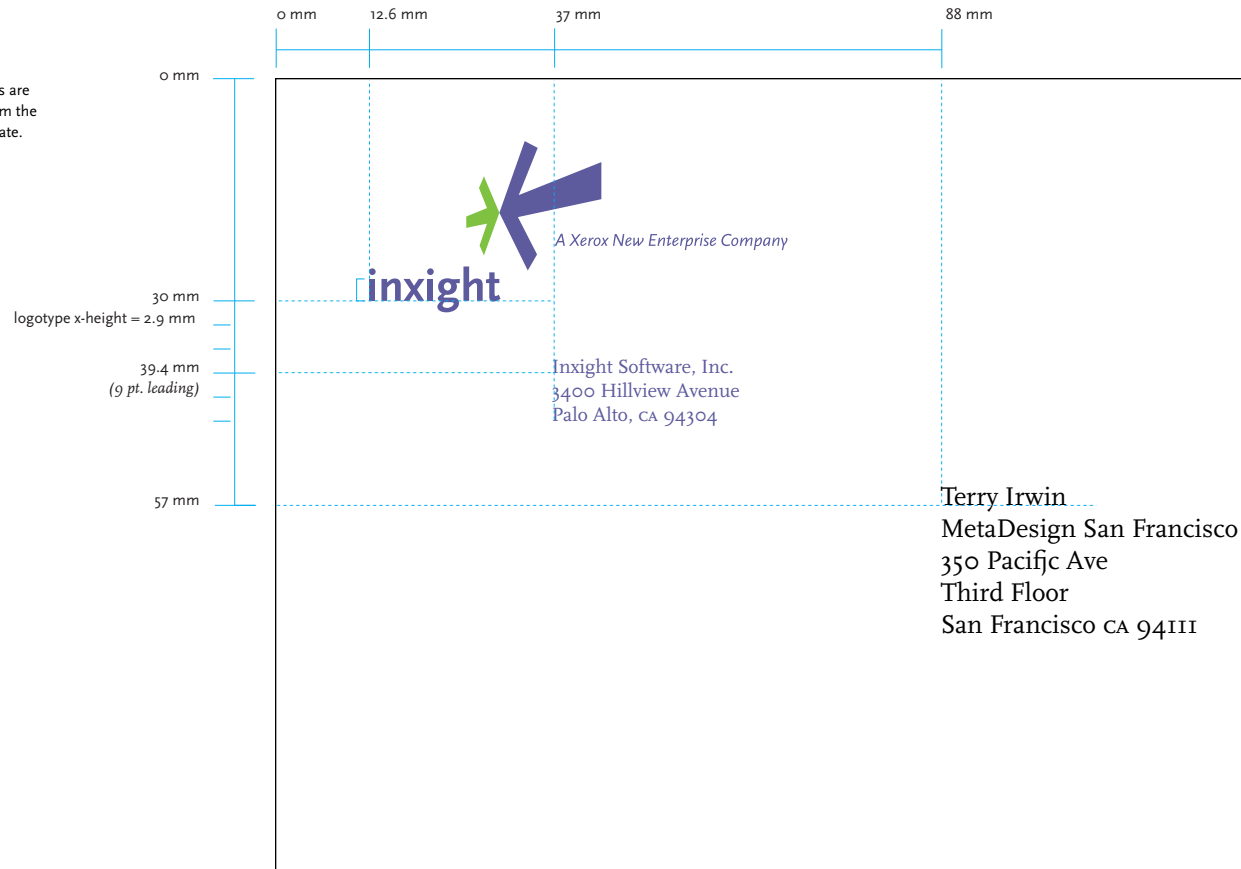 0 mm
12.6 mm
37 mm
88 mm
0 mm
s are
m the
ate.
A Xerox New Enterprise Company
inxight
30 mm
logotype x-height = 2.9 mm
39.4 mm
(9 pt. leading)
Inxight Software, Inc.
3400 Hillview Avenue
Palo Alto, CA 94304
57 mm
Terry Irwin
MetaDesign San Francisco
350 Pacific Ave
Third Floor
San Francisco CA 94111